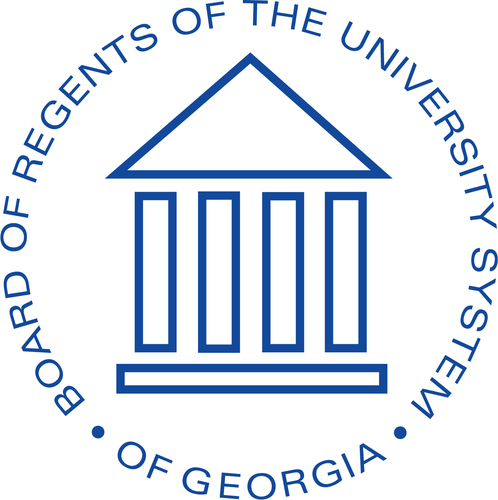 BOARD OF REGENTS OF THE UNIVERSITY SYSTEM
• OF GEORGIA •